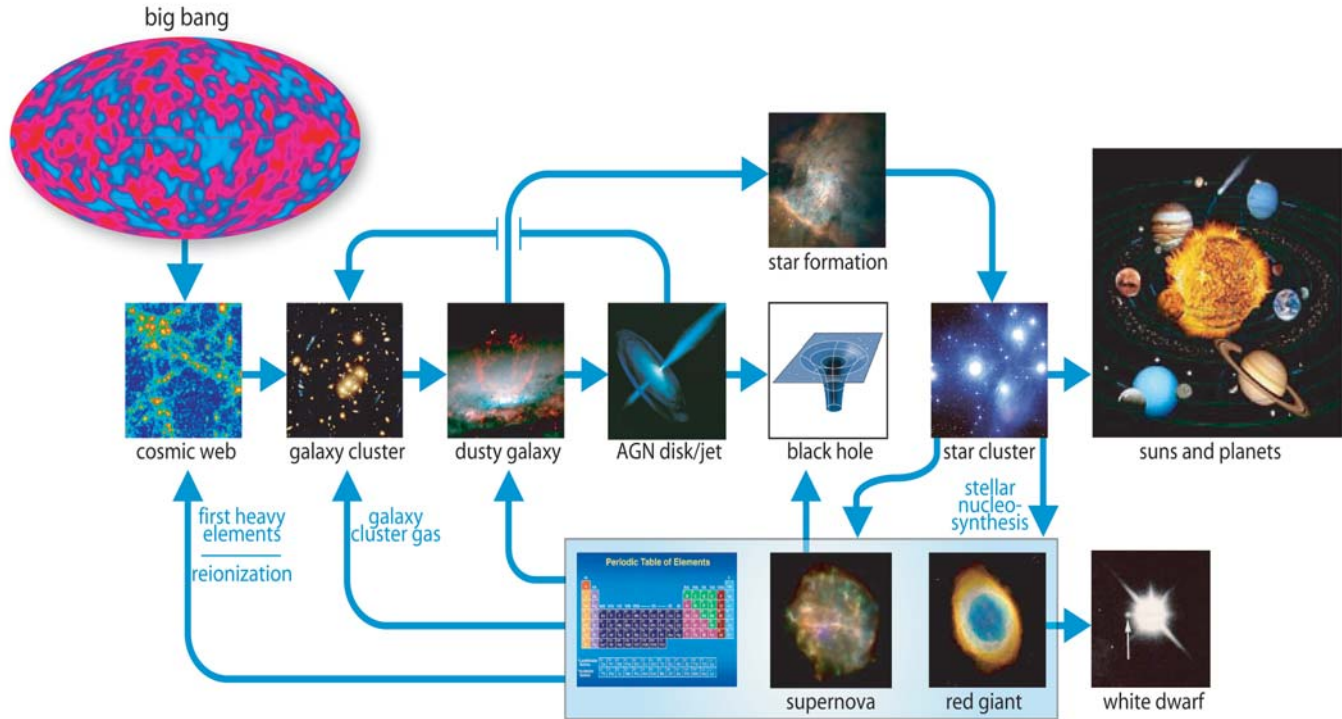 big bang
star formation
cosmic web
galaxy cluster
dusty galaxy
AGN disk/jet
black hole
star cluster
suns and planets
first heavy
elements
reionization
galaxy
cluster gas
stellar
nucleo-
synthesis
Periodic Table of Elements
supernova
red giant
white dwarf